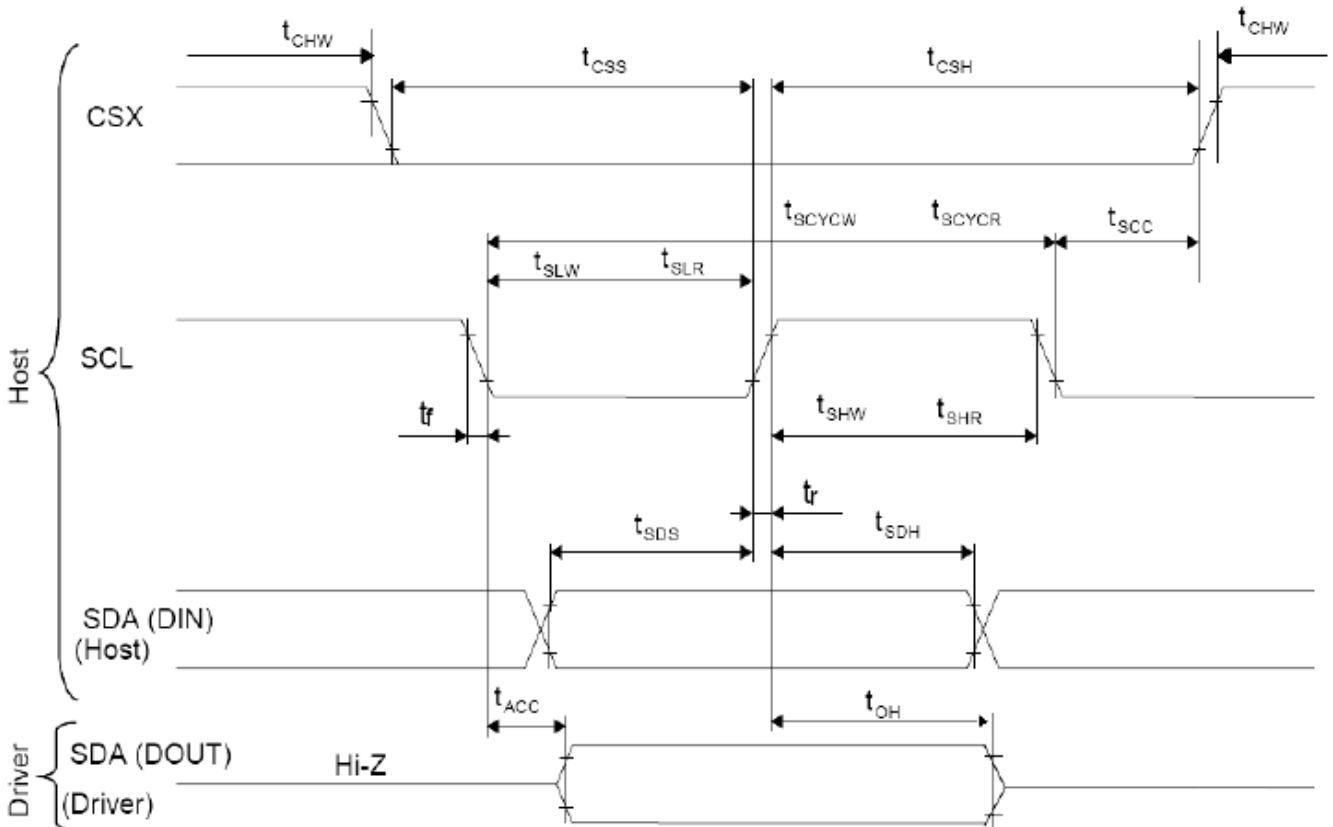 tCHW
tCHW
tCSS
tCSH
CSX
tSCYCW
tSCYCR
tSCC
tSLW
tSLR
Host
SCL
tf
tSHW
tSHR
tr
tSDS
tSDH
SDA (DIN)
(Host)
tACC
tOH
Driver
SDA (DOUT)
Hi-Z
(Driver)